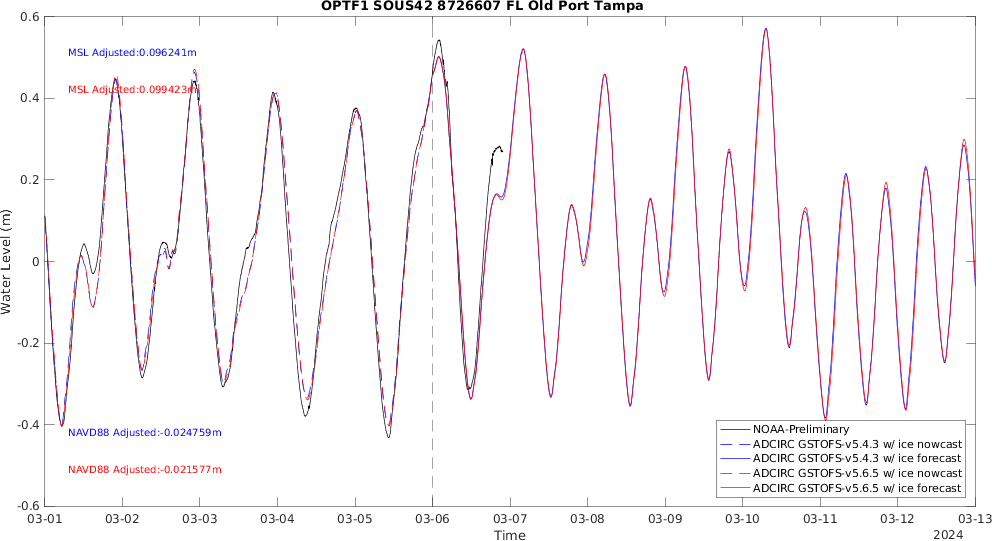 OPTF1 SOUS42 8726607 FL Old Port Tampa
0.6
MSL Adjusted:0.096241m
MSL Adjusted:0.099423m
0.4
0.2
0
-0.2
-0.4
-0.6
Water Level (m)
NAVD88 Adjusted:-0.024759m
NAVD88 Adjusted:-0.021577m
NOAA-Preliminary
ADCIRC GSTOFS-v5.4.3 w/ ice nowcast
ADCIRC GSTOFS-v5.4.3 w/ ice forecast
ADCIRC GSTOFS-v5.6.5 w/ ice nowcast
ADCIRC GSTOFS-v5.6.5 w/ ice forecast
03-01 03-02 03-03 03-04 03-05 03-06 03-07 03-08 03-09 03-10 03-11 03-12 03-13
Time
2024